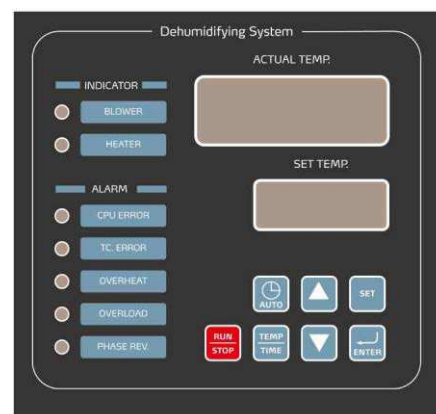 Dehumidifying System
ACTUAL TEMP.
INDICATOR
BLOWER
HEATER
SET TEMP.
ALARM
CPU ERROR
TC. ERROR
OVERHEAT
OVERLOAD
PHASE REV.
AUTO
SET
RUN
STOP
TEMP
TIME
ENTER